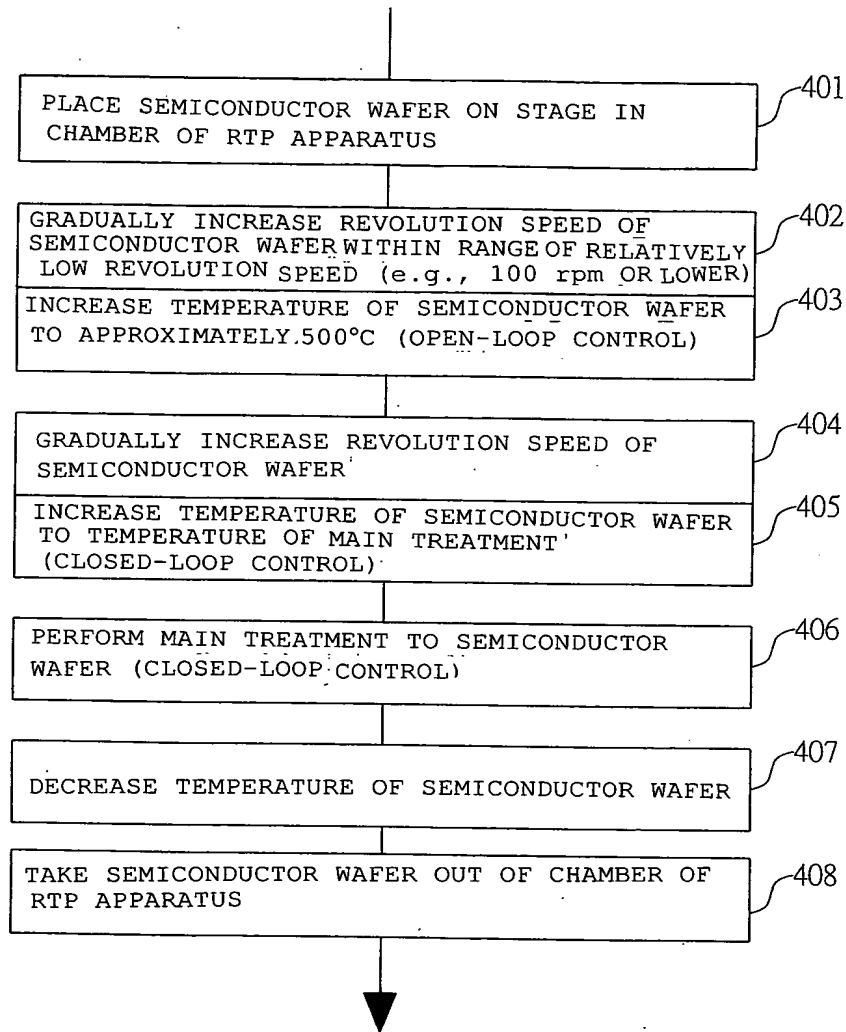 401
PLACE SEMICONDUCTOR WAFER ON STAGE IN
CHAMBER OF RTP APPARATUS
402
GRADUALLY INCREASE REVOLUTION SPEED OF
SEMICONDUCTOR WAFER WITHIN RANGE OF RELATIVELY
LOW REVOLUTION SPEED (e.g., 100 rpm OR LOWER)
403
INCREASE TEMPERATURE OF SEMICONDUCTOR WAFER
TO APPROXIMATELY 500°C (OPEN-LOOP CONTROL)
404
GRADUALLY INCREASE REVOLUTION SPEED OF
SEMICONDUCTOR WAFER
405
INCREASE TEMPERATURE OF SEMICONDUCTOR WAFER
TO TEMPERATURE OF MAIN TREATMENT
(CLOSED-LOOP CONTROL)
406
PERFORM MAIN TREATMENT TO SEMICONDUCTOR
WAFER (CLOSED-LOOP CONTROL)
407
DECREASE TEMPERATURE OF SEMICONDUCTOR WAFER
408
TAKE SEMICONDUCTOR WAFER OUT OF CHAMBER OF
RTP APPARATUS